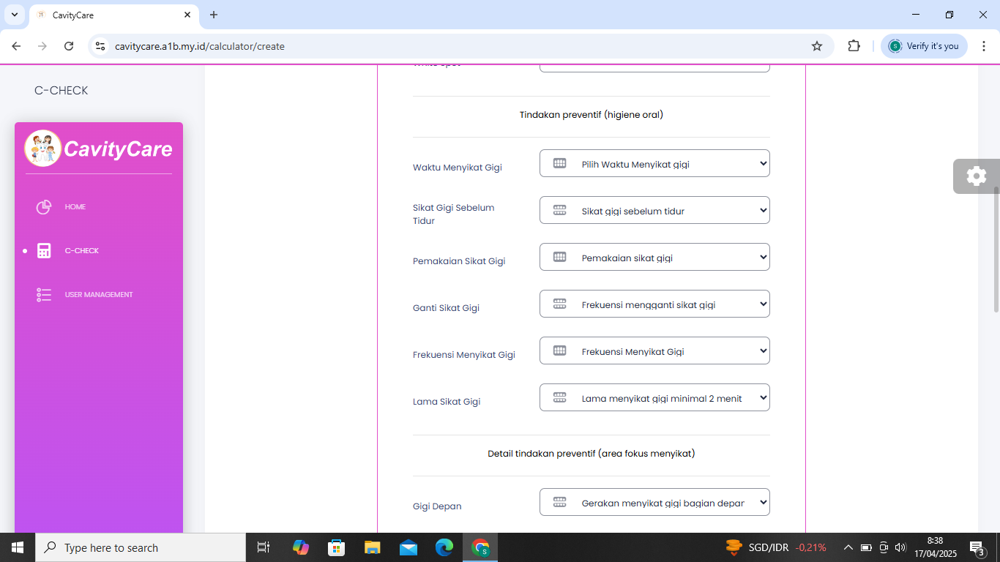 CavityCare
cavitycare.a1b.my.id/calculator/create
Verify it's you
C-CHECK
CavityCare
HOME
C-CHECK
USER MANAGEMENT
Tindakan preventif (higiene oral)
Waktu Menyikat Gigi
Pilih Waktu Menyikat gigi
Sikat Gigi Sebelum
Tidur
Sikat gigi sebelum tidur
Pemakaian Sikat Gigi
Pemakaian sikat gigi
Ganti Sikat Gigi
Frekuensi mengganti sikat gigi
Frekuensi Menyikat Gigi
Frekuensi Menyikat Gigi
Lama Sikat Gigi
Lama menyikat gigi minimal 2 menit
Detail tindakan preventif (area fokus menyikat)
Gigi Depan
Gerakan menyikat gigi bagian depan
Type here to search
SGD/IDR -0,21%
8:38
17/04/2025
3